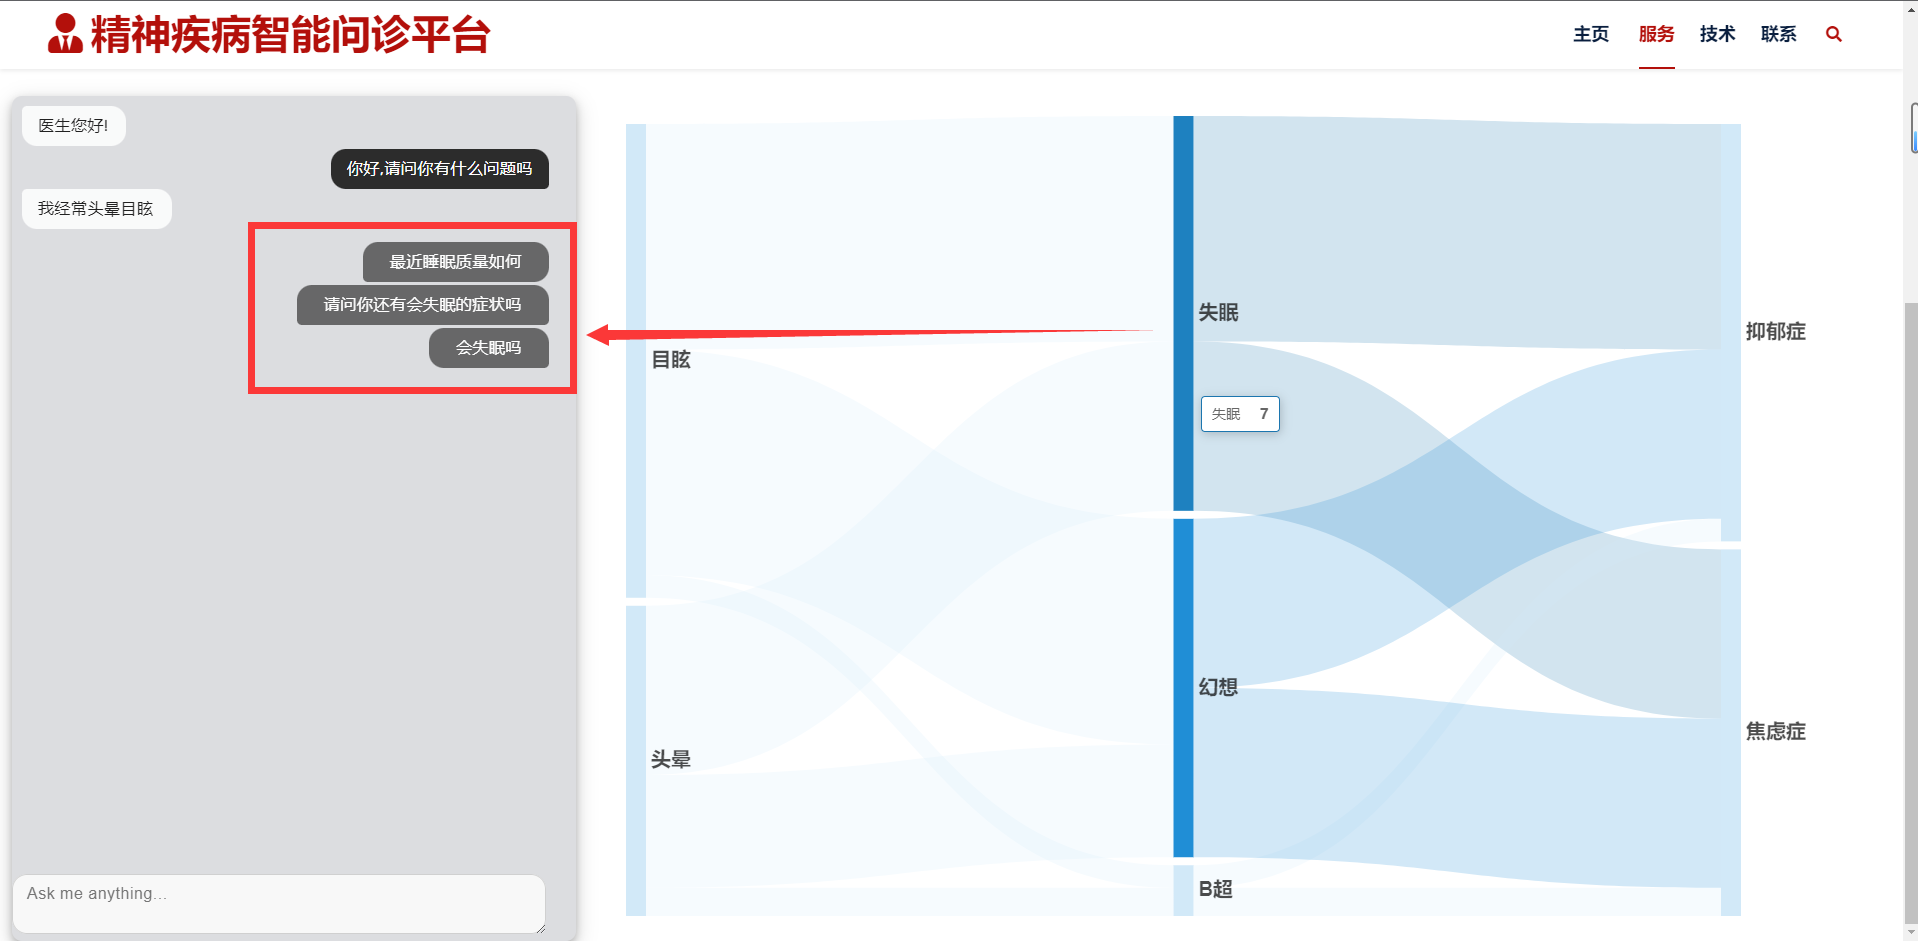 精神疾病智能问诊平台
主页 服务 技术 联系
医生您好!
你好,请问你有什么问题吗
我经常头晕目眩
最近睡眠质量如何
请问你还有会失眠的症状吗
会失眠吗
Ask me anything...
目眩
头晕
失眠
失眠 7
幻想
B超
抑郁症
焦虑症